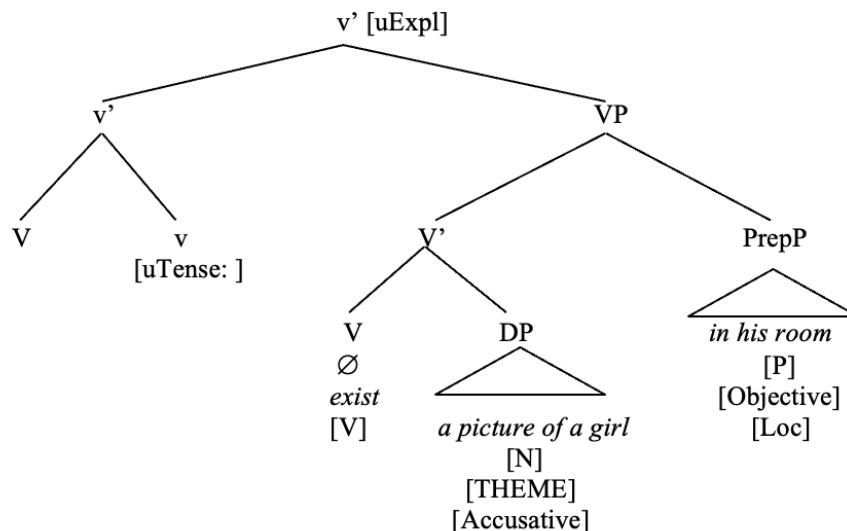 v’ [uExpl]
v’ VP
V v V’ PrepP
[uTense: ]
V DP in his room
∅ [P]
exist a picture of a girl [Objective]
[V] [N] [Loc]
[THEME]
[Accusative]